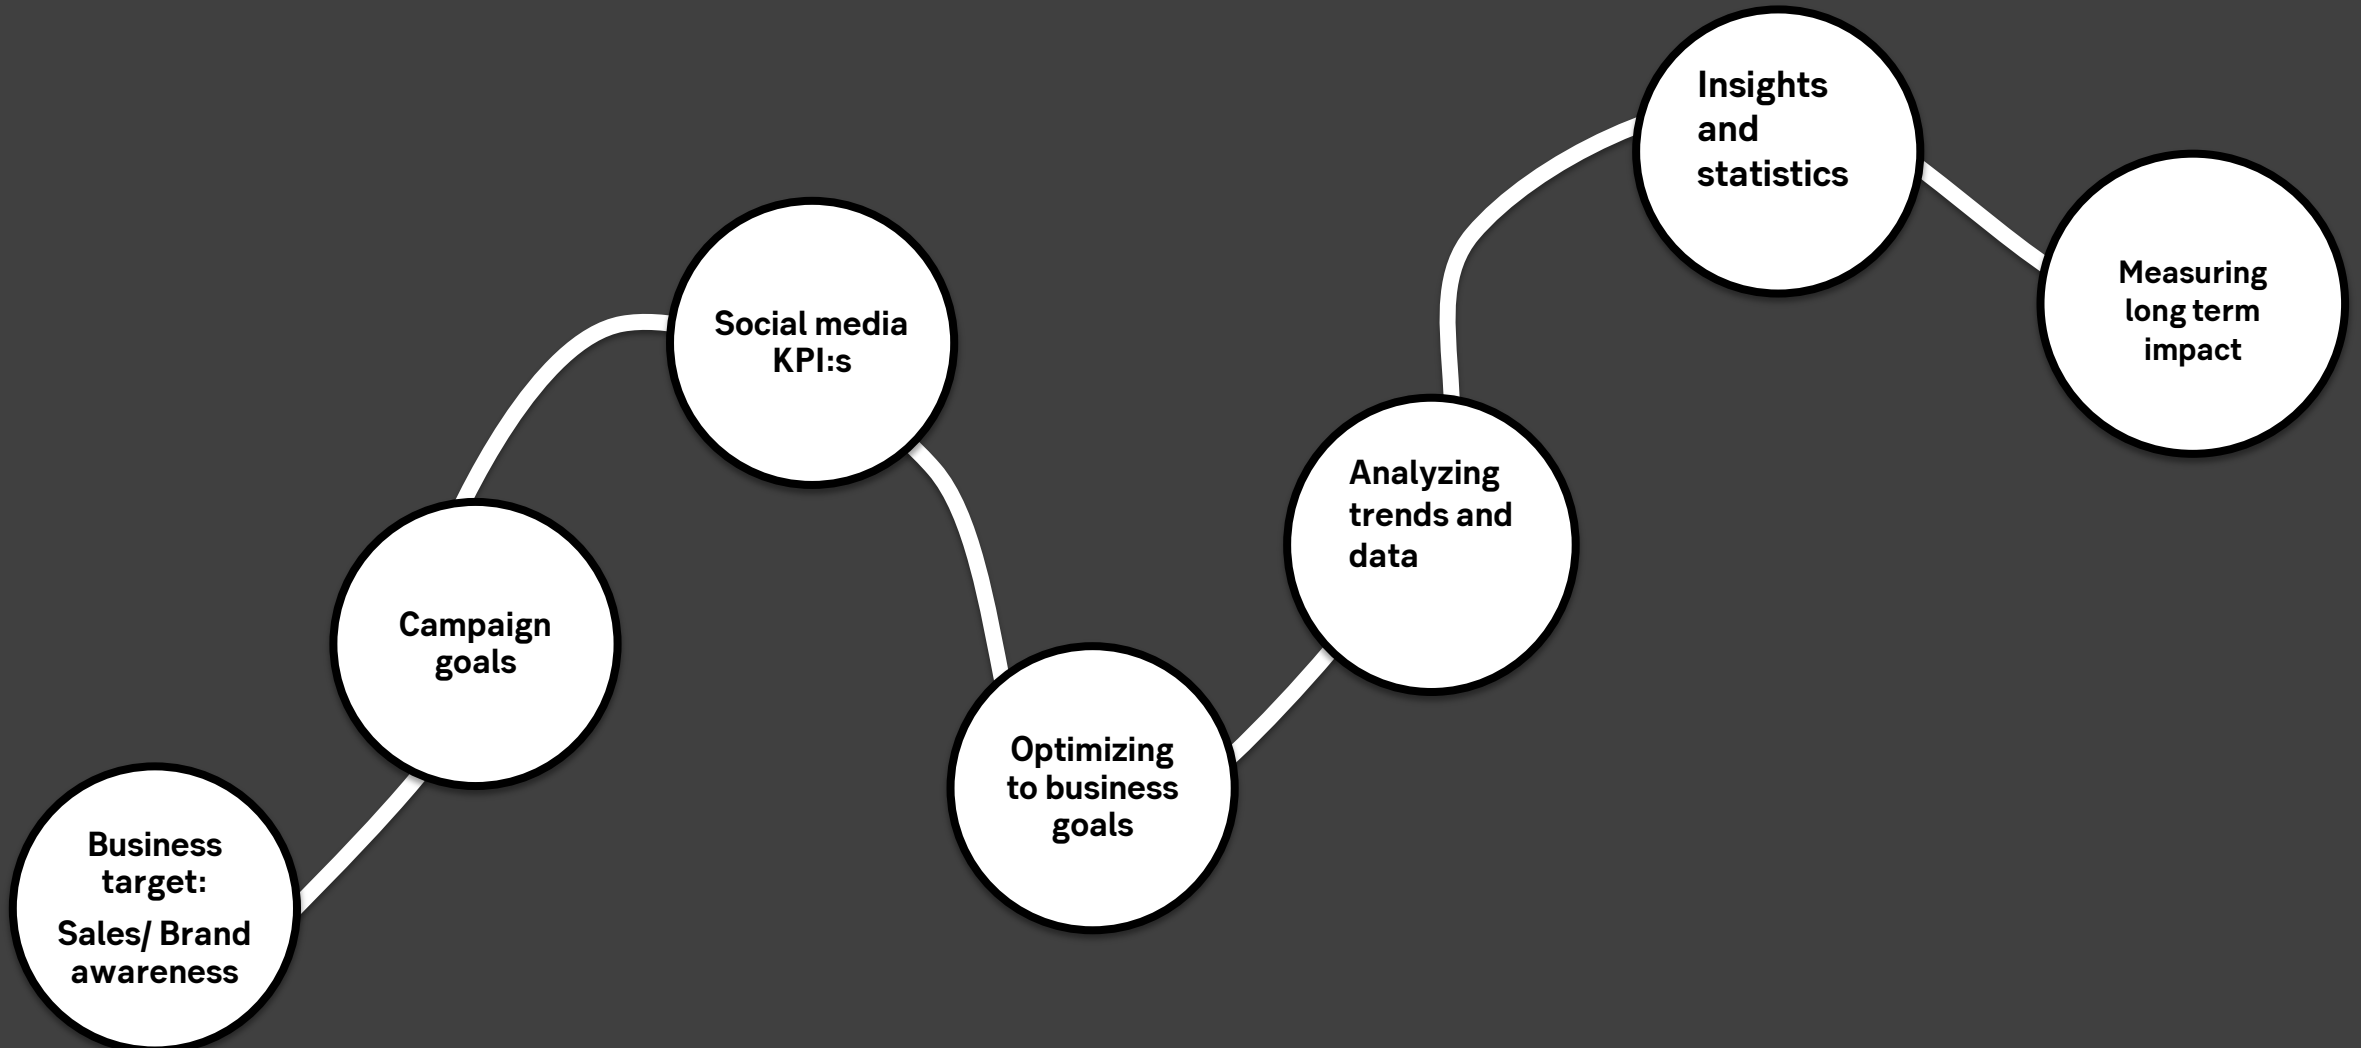 Business
target:
Sales/ Brand
awareness
Campaign
goals
Social media
KPI:s
Optimizing
to business
goals
Analyzing
trends and
data
Insights
and
statistics
Measuring
long term
impact